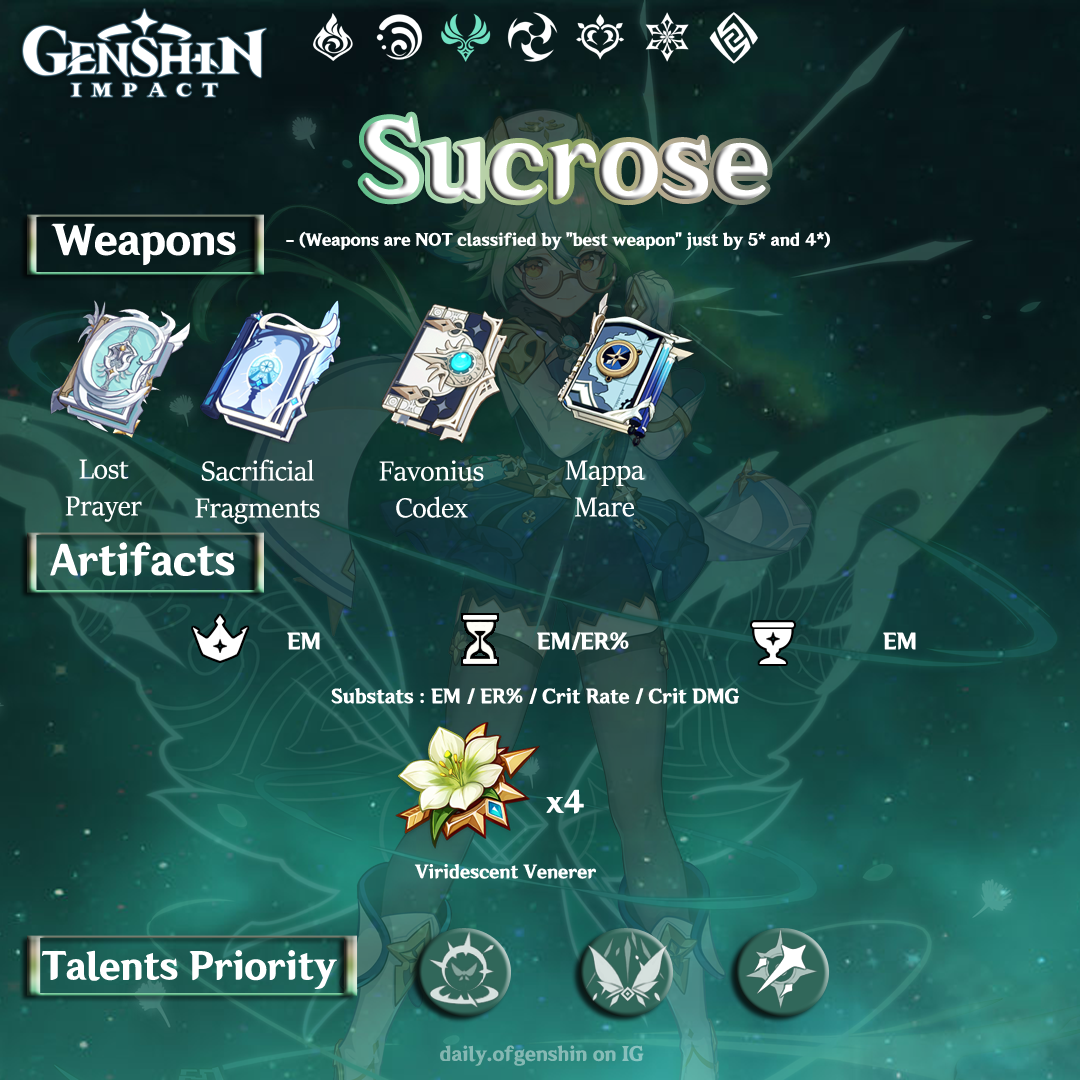 GENSHIN
IMPACT
Sucrose
Weapons
- (Weapons are NOT classified by "best weapon" just by 5* and 4*)
Lost
Prayer
Sacrificial
Fragments
Favonius
Codex
Mappa
Mare
Artifacts
EM
EM/ER%
EM
Substats : EM / ER% / Crit Rate / Crit DMG
x4
Viridescent Venerer
Talents Priority
daily.ofgenshin on IG